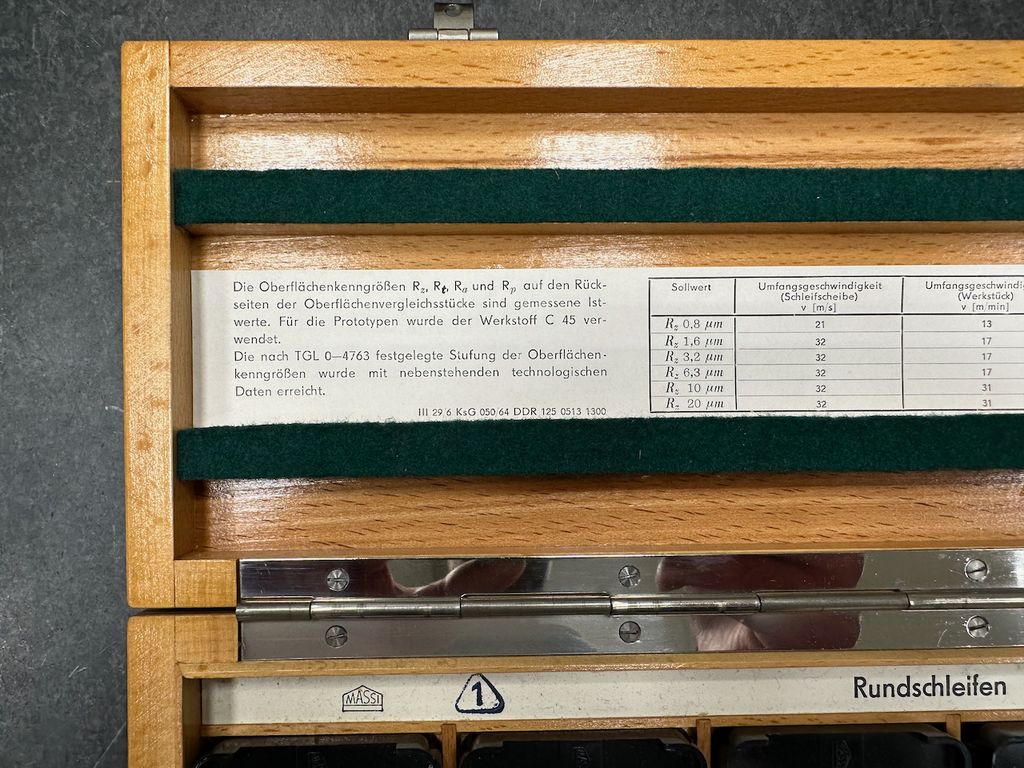 Die Oberflächenkenngrößen Rz, Rt, Ra und Rp auf den Rück-
seiten der Oberflächenvergleichsstücke sind gemessene Ist-
werte. Für die Prototypen wurde der Werkstoff C 45 ver-
wendet.
Die nach TGL 0—4763 festgelegte Stufung der Oberflächen-
kenngrößen wurde mit nebenstehenden technologischen
Daten erreicht.
III 29 6 KsG 050/64 DDR 125 0513 1300
Sollwert Umfangsgeschwindigkeit Umfangsgeschwindig
(Schleifscheibe) (Werkstück)
v [m/s] v [m/min]
Rz 0,8 µm 21 13
Rz 1,6 µm 32 17
Rz 3,2 µm 32 17
Rz 6,3 µm 32 17
Rz 10 µm 32 31
Rz 20 µm 32 31
MASSI 1 Rundschleifen